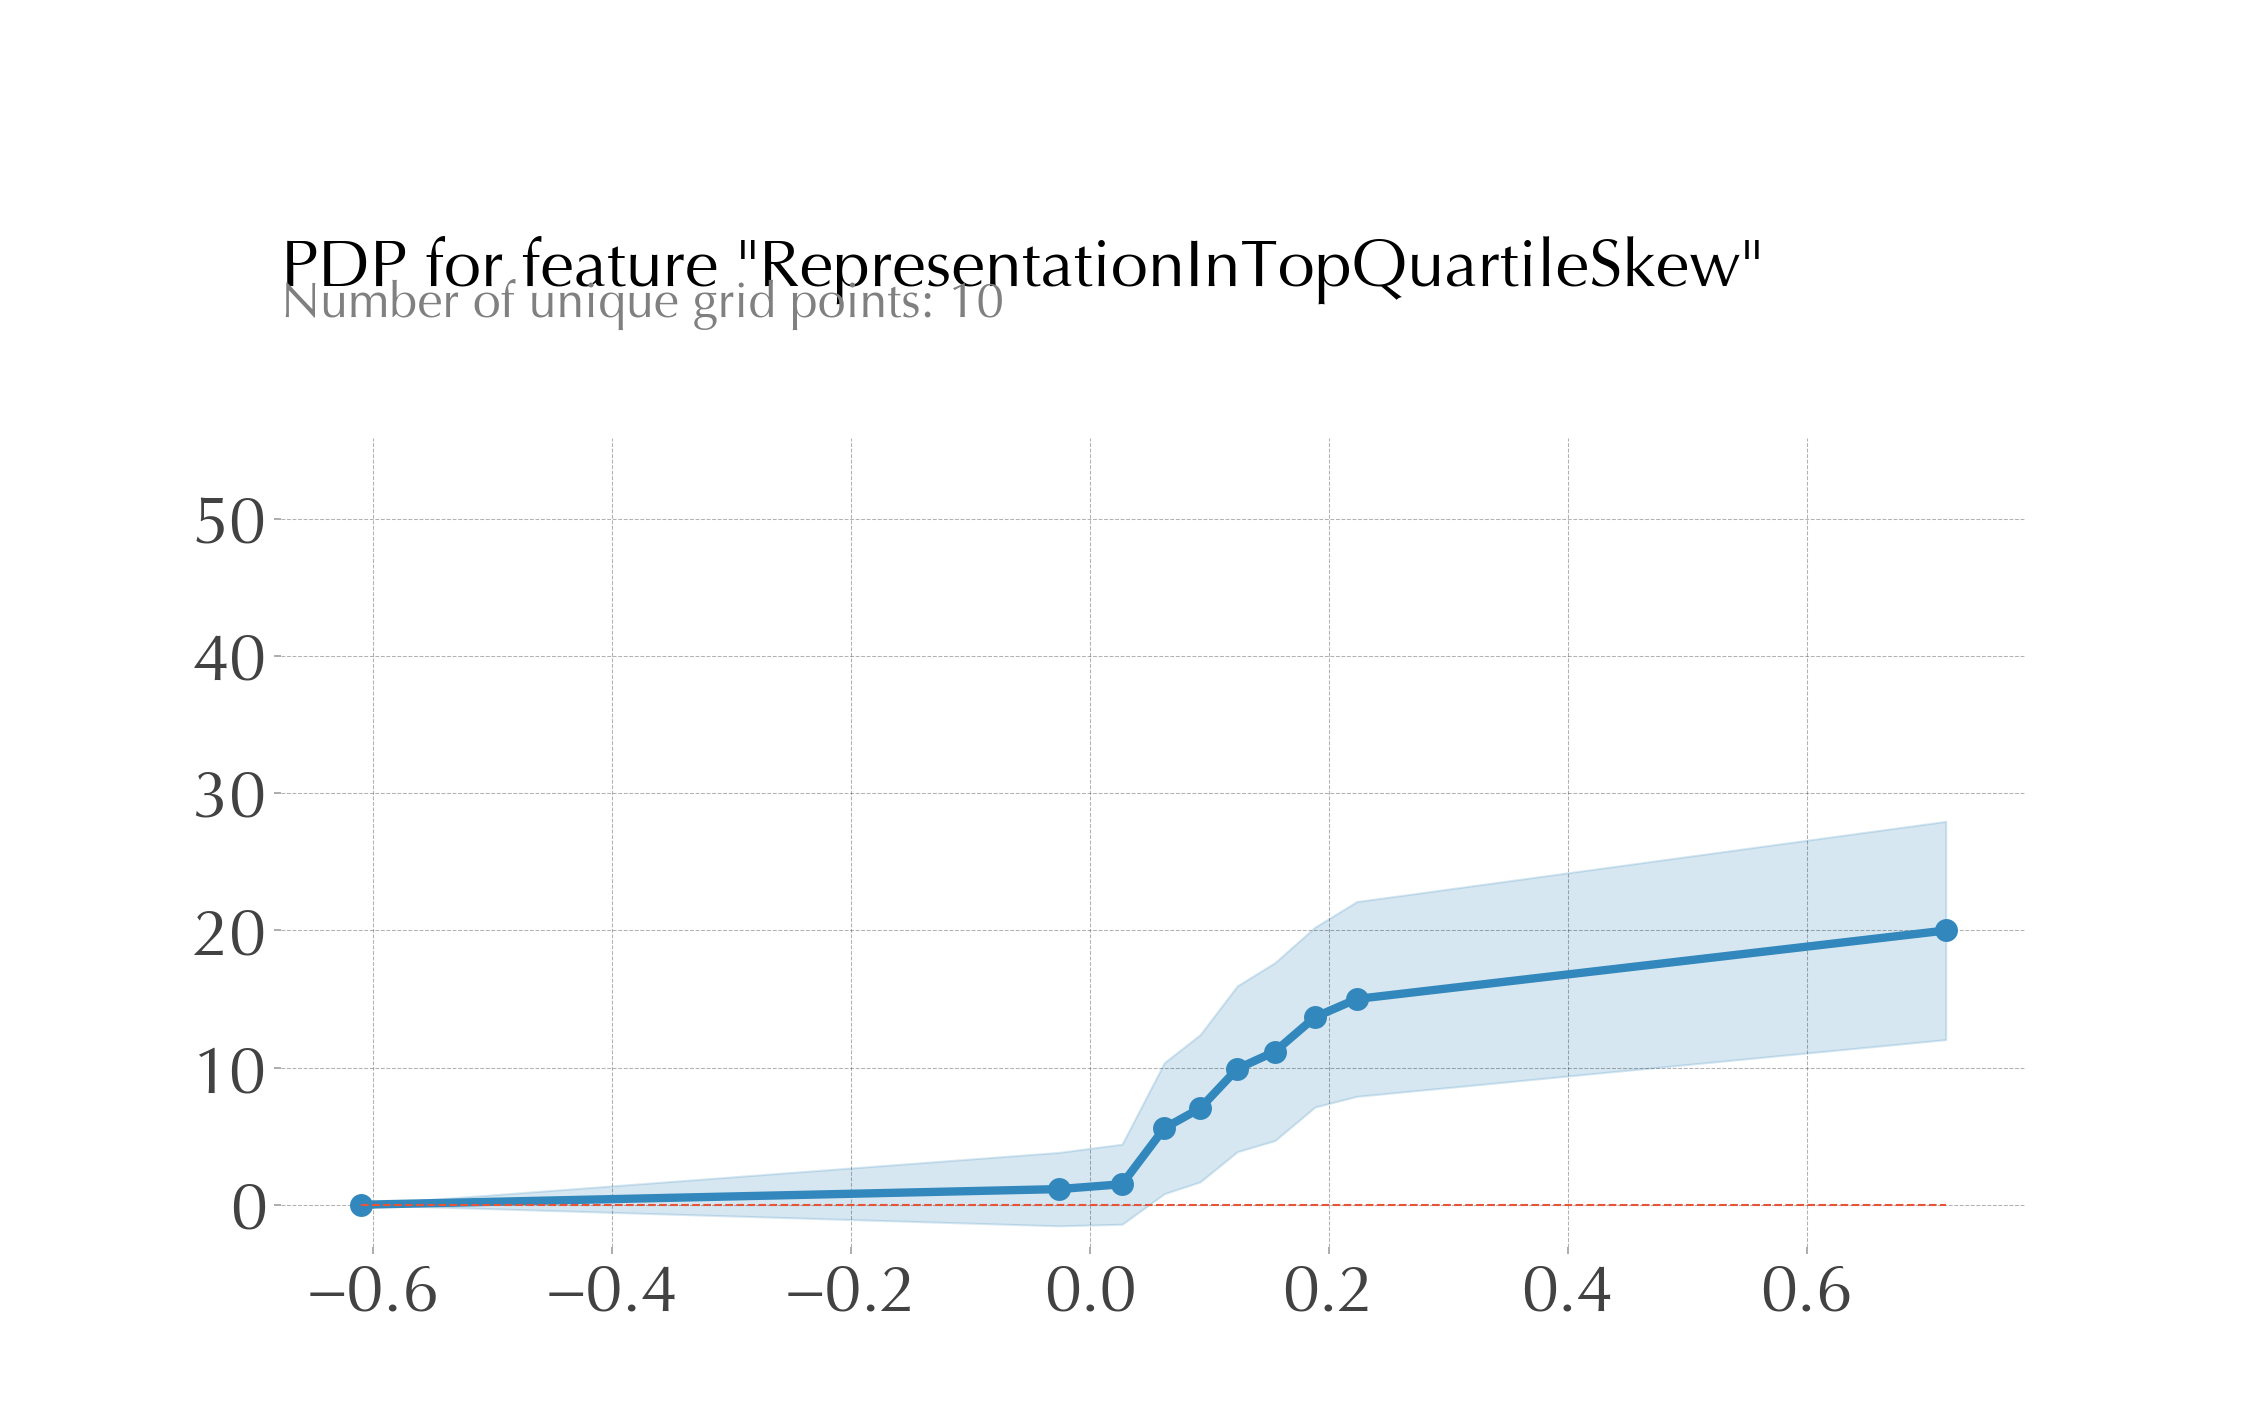 PDP for feature "RepresentationInTopQuartileSkew"
Number of unique grid points: 10
50
40
30
20
10
0
−0.6 −0.4 −0.2 0.0 0.2 0.4 0.6